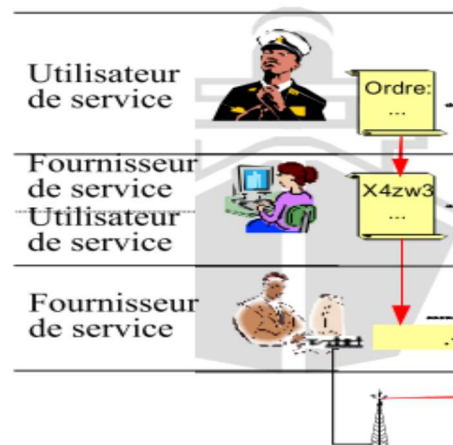 Utilisateur
de service
Ordre:
...
Fournisseur
de service
X4zw3
...
Utilisateur
de service
Fournisseur
de service